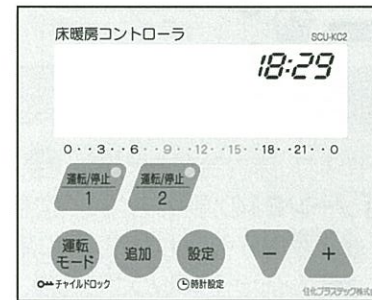 床暖房コントローラ SCU-KC2
18:29
0・・3・・6・・9・・12・・15・・18・・21・・0
運転/停止 運転/停止
1 2
運転
モード 追加 設定 − +
チャイルドロック 時計設定
住化プラステック株式